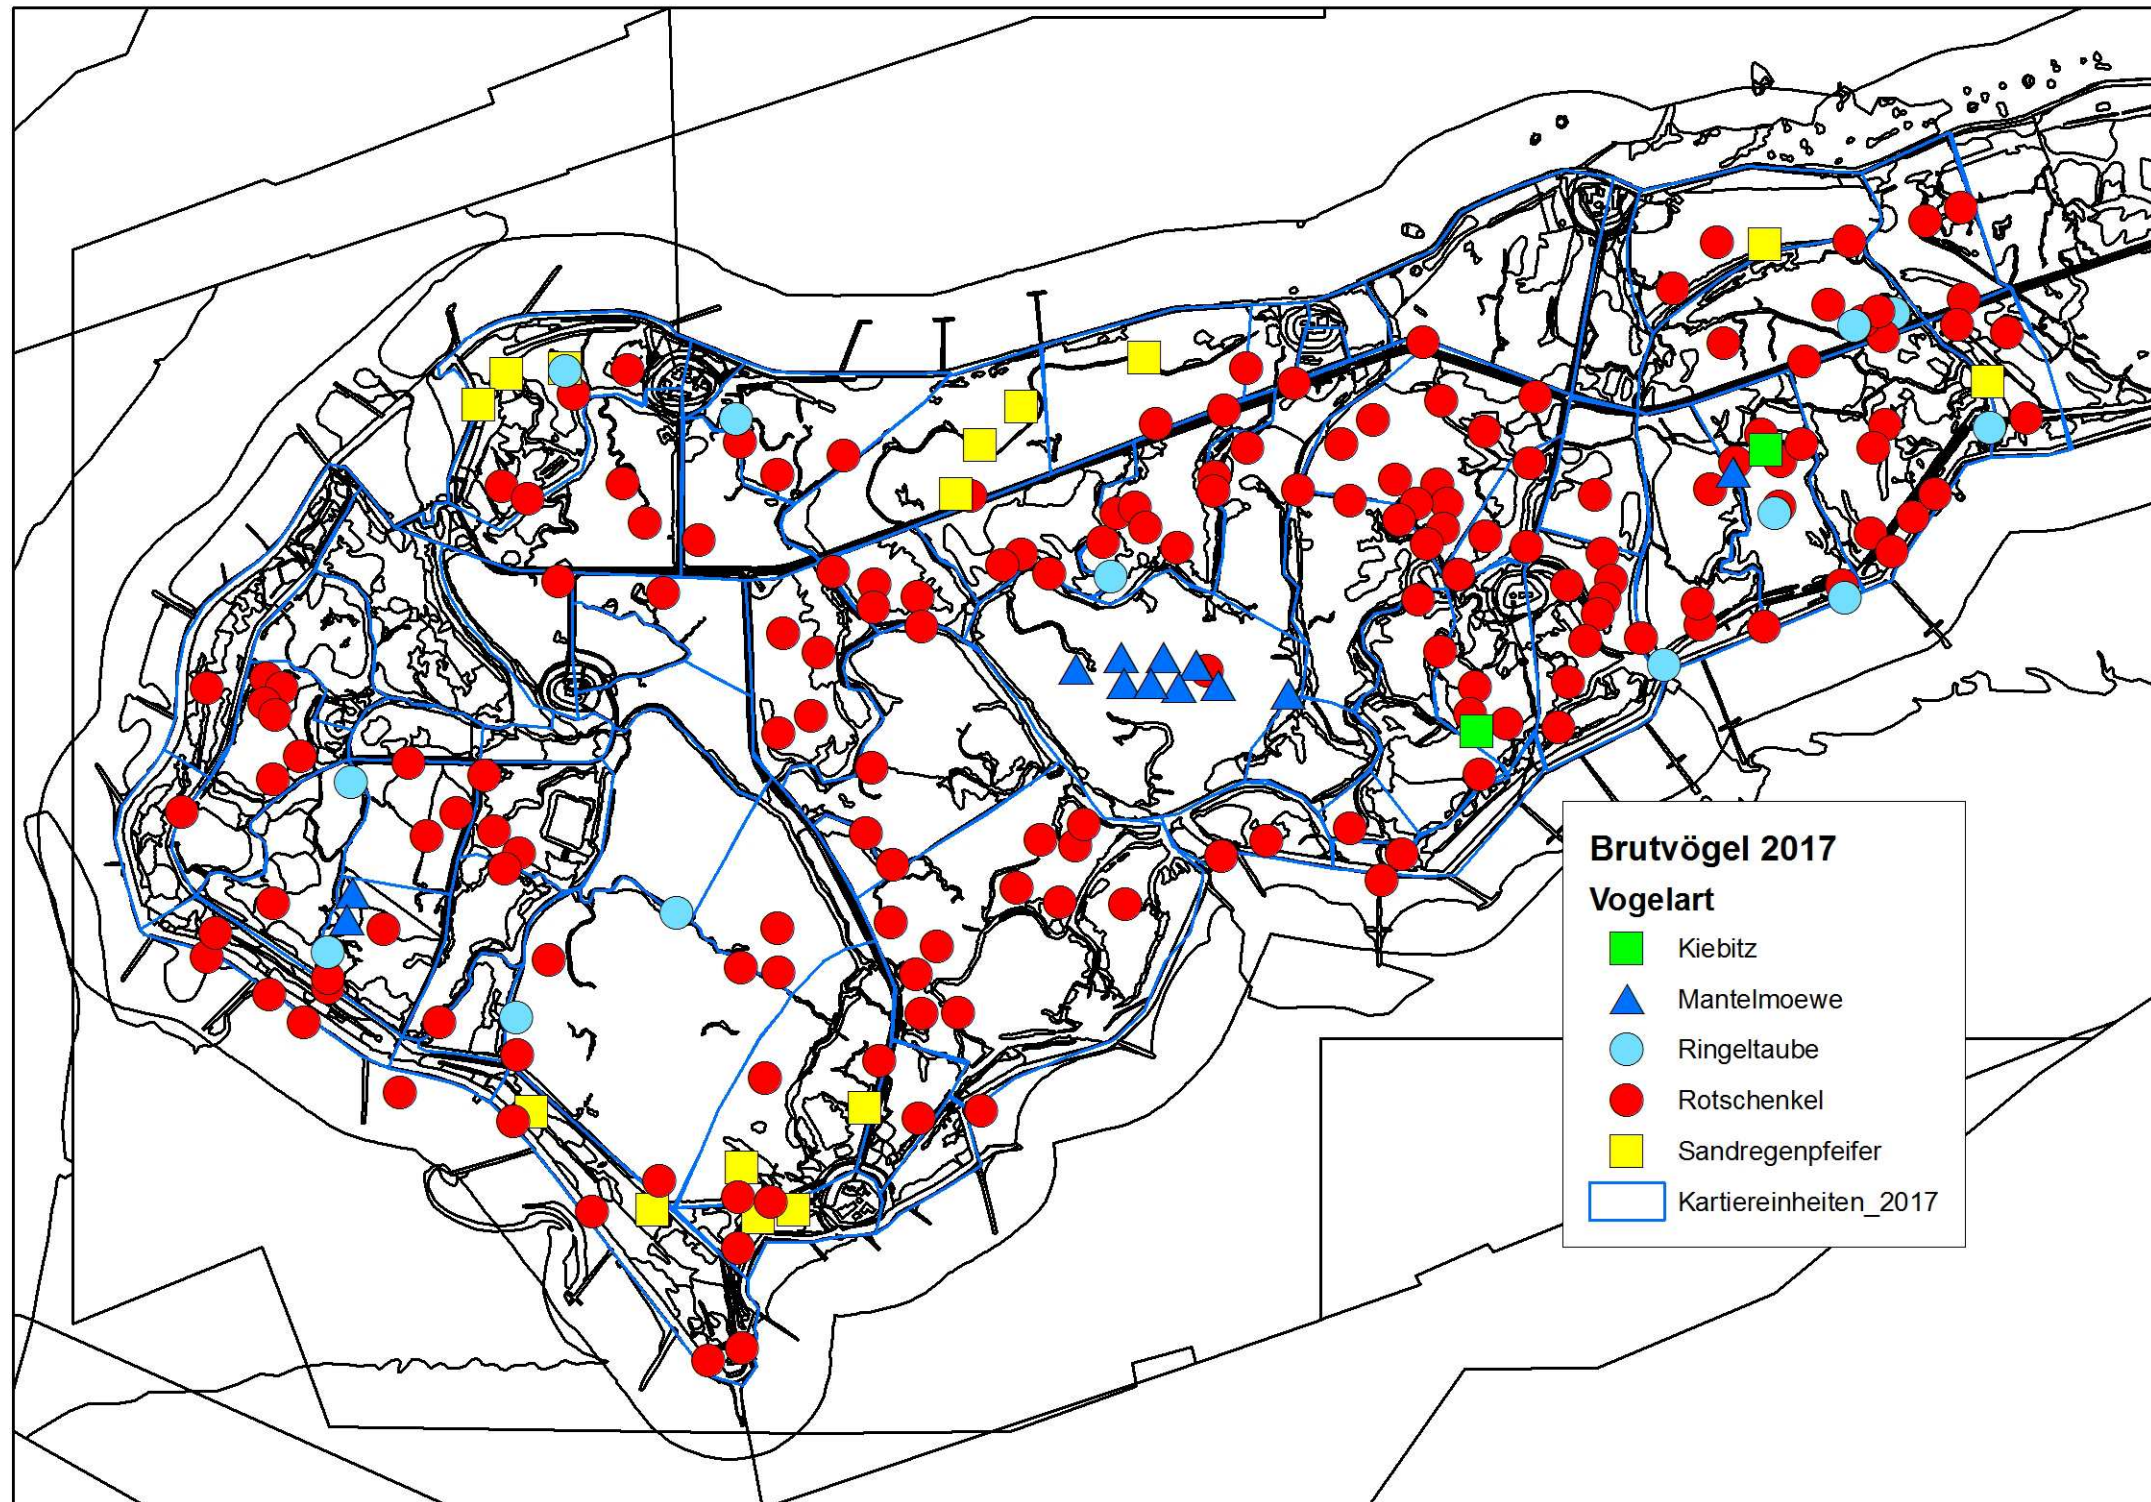 Brutvögel 2017
Vogelart
Kiebitz
Mantelmoewe
Ringeltaube
Rotschenkel
Sandregenpfeifer
Kartiereinheiten_2017